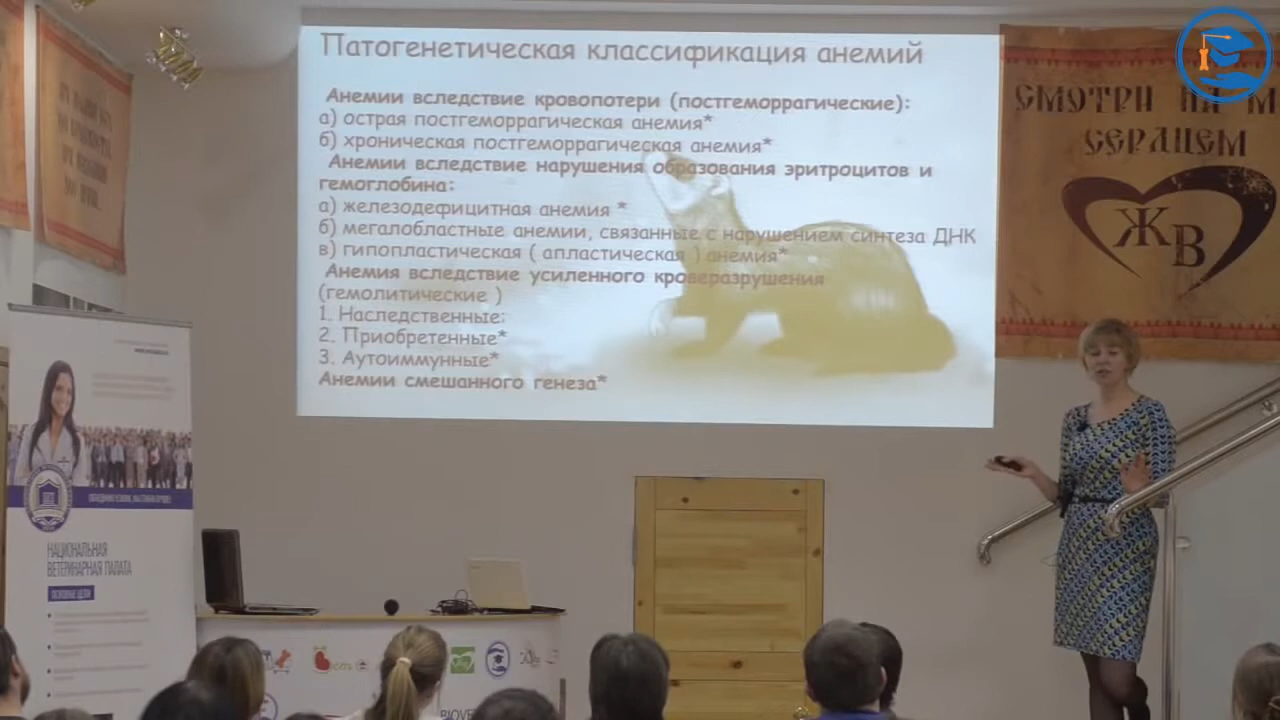 Патогенетическая классификация анемий
Анемии вследствие кровопотери (постгеморрагические):
а) острая постгеморрагическая анемия*
б) хроническая постгеморрагическая анемия*
Анемии вследствие нарушения образования эритроцитов и
гемоглобина:
а) железодефицитная анемия *
б) мегалобластные анемии, связанные с нарушением синтеза ДНК
в) гипопластическая ( апластическая ) анемия*
Анемия вследствие усиленного кроверазрушения
(гемолитические )
1. Наследственные:
2. Приобретенные*
3. Аутоиммунные*
Анемии смешанного генеза*
СМОТРИ НА М
СЕРДЦЕМ
ЖВ
НАЦИОНАЛЬНАЯ
ВЕТЕРИНАРНАЯ ПАЛАТА
ОСНОВНЫЕ ЦЕЛИ